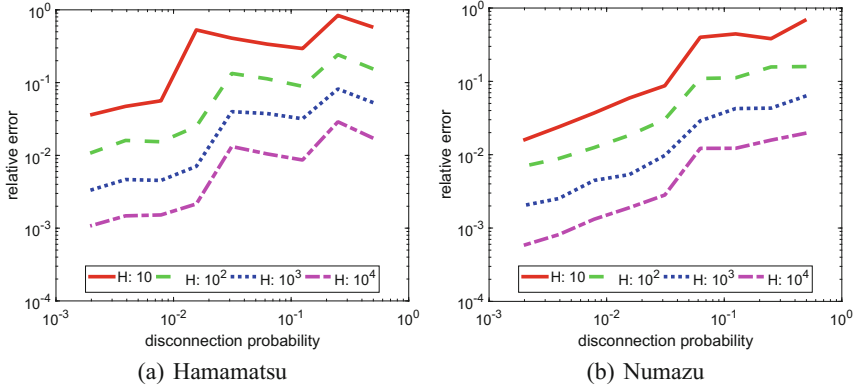 10^0
10^-1
10^-2
10^-3
10^-4
relative error
H: 10 H: 10^2 H: 10^3 H: 10^4
10^-3 10^-2 10^-1 10^0
disconnection probability
(a) Hamamatsu
10^0
10^-1
10^-2
10^-3
10^-4
relative error
H: 10 H: 10^2 H: 10^3 H: 10^4
10^-3 10^-2 10^-1 10^0
disconnection probability
(b) Numazu